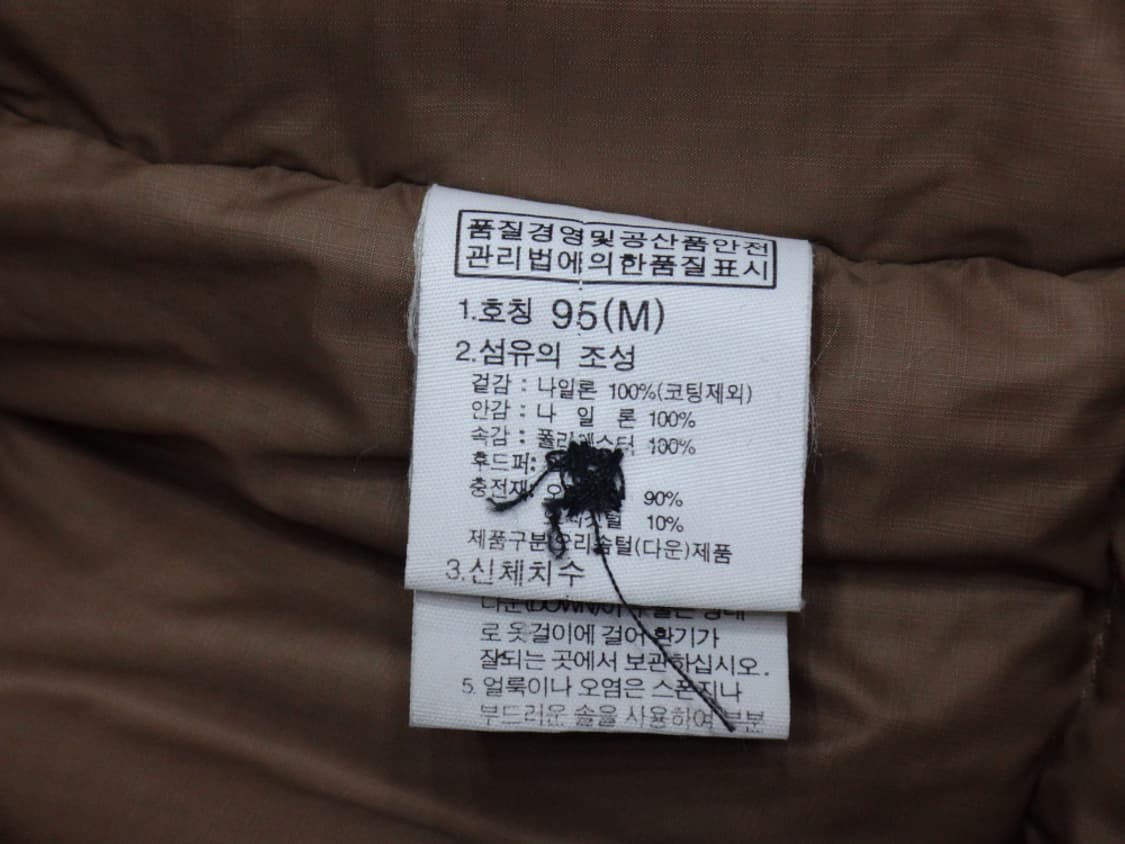 품질경영및공산품안전
관리법에의한품질표시
1.호칭 95(M)
2.섬유의 조성
겉감 : 나일론 100%(코팅제외)
안감 : 나 일 론 100%
속감 : 폴리에스터 100%
후드퍼:
충전재: 90%
10%
제품구분 오리솜털(다운)제품
3.신체치수
로 옷걸이에 걸어 환기가
잘되는 곳에서 보관하십시오.
5. 얼룩이나 오염은 스폰지나
부드러운 솔을 사용하여 부분